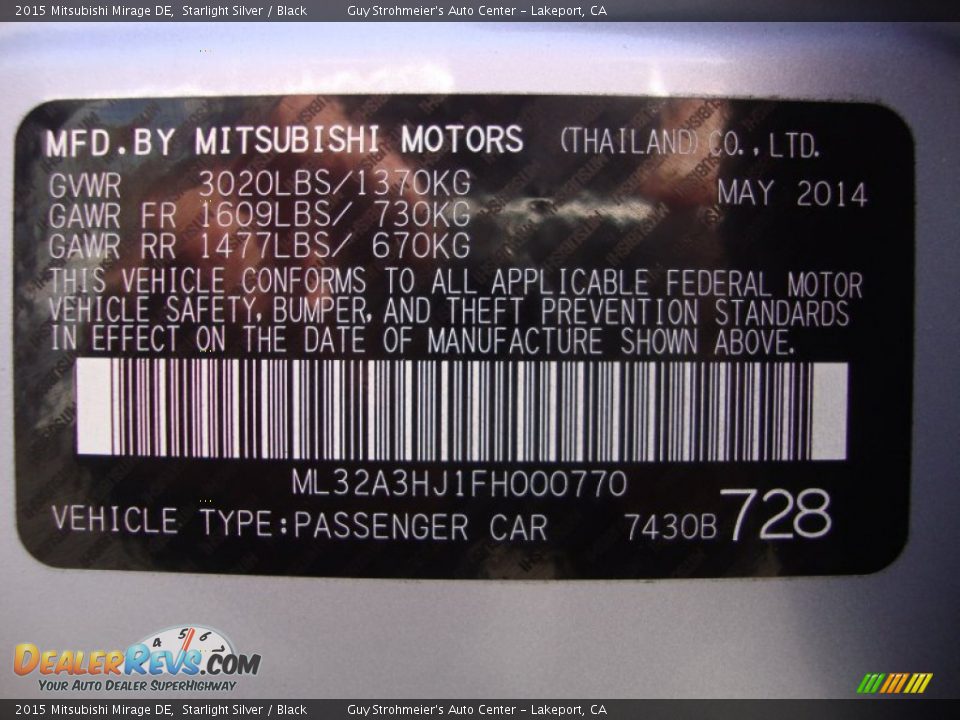 2015 Mitsubishi Mirage DE, Starlight Silver / Black Guy Strohmeier's Auto Center - Lakeport, CA
MFD.BY MITSUBISHI MOTORS (THAILAND) CO.,LTD.
GVWR 3020LBS/1370KG MAY 2014
GAWR FR 1609LBS/ 730KG
GAWR RR 1477LBS/ 670KG
THIS VEHICLE CONFORMS TO ALL APPLICABLE FEDERAL MOTOR
VEHICLE SAFETY, BUMPER, AND THEFT PREVENTION STANDARDS
IN EFFECT ON THE DATE OF MANUFACTURE SHOWN ABOVE.
ML32A3HJ1FH000770
VEHICLE TYPE:PASSENGER CAR 7430B 728
4 5 6
DEALERREVS.COM
YOUR AUTO DEALER SUPERHIGHWAY
2015 Mitsubishi Mirage DE, Starlight Silver / Black Guy Strohmeier's Auto Center - Lakeport, CA